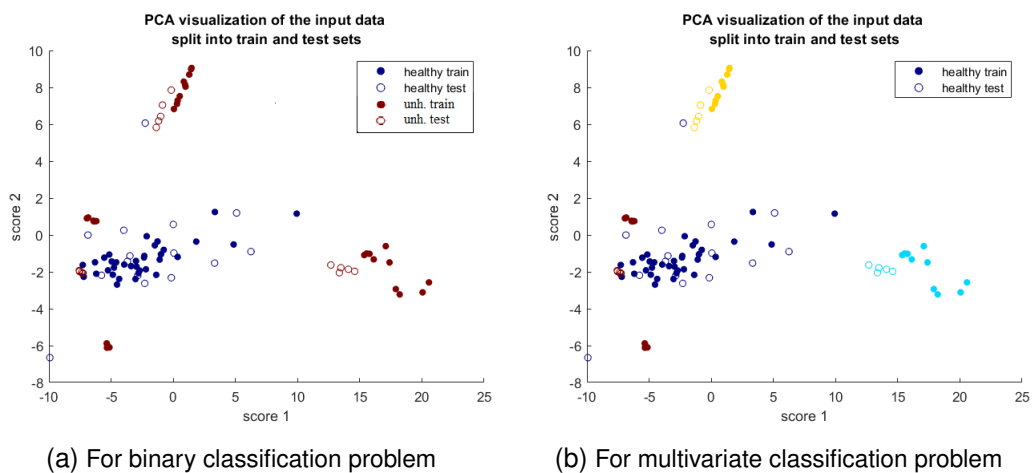 PCA visualization of the input data
split into train and test sets
10
8
6
4
2
0
-2
-4
-6
-8
score 2
healthy train
healthy test
unh. train
unh. test
-10
-5
0
5
10
15
20
25
score 1
(a) For binary classification problem
PCA visualization of the input data
split into train and test sets
10
8
6
4
2
0
-2
-4
-6
-8
score 2
healthy train
healthy test
-10
-5
0
5
10
15
20
25
score 1
(b) For multivariate classification problem